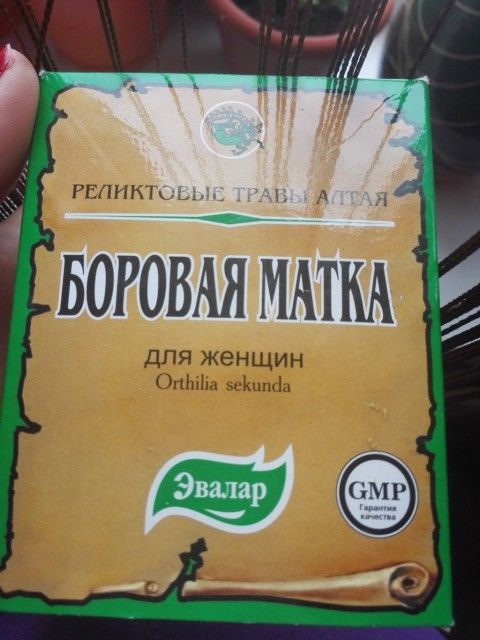 РЕЛИКТОВЫЕ ТРАВЫ АЛТАЯ
БОРОВАЯ МАТКА
для женщин
Orthilia sekunda
Эвалар
GMP
Гарантия
качества